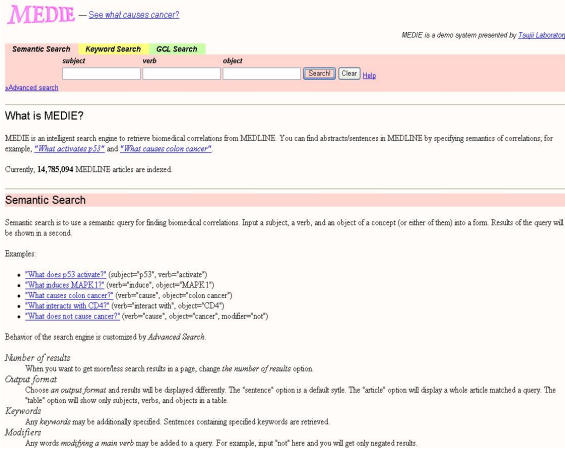 MEDIE — See what causes cancer?
MEDIE is a demo system presented by Tsujii Laboratory
Semantic Search Keyword Search GCL Search
subject verb object
Search! Clear Help
»Advanced search
What is MEDIE?
MEDIE is an intelligent search engine to retrieve biomedical correlations from MEDLINE. You can find abstracts/sentences in MEDLINE by specifying semantics of correlations; for
example, "What activates p53" and "What causes colon cancer".
Currently, 14,785,094 MEDLINE articles are indexed.
Semantic Search
Semantic search is to use a semantic query for finding biomedical correlations. Input a subject, a verb, and an object of a concept (or either of them) into a form. Results of the query will
be shown in a second.
Examples:
• "What does p53 activate?" (subject="p53", verb="activate")
• "What induces MAPK1?" (verb="induce", object="MAPK1")
• "What causes colon cancer?" (verb="cause", object="colon cancer")
• "What interacts with CD4?" (verb="interact with", object="CD4")
• "What does not cause cancer?" (verb="cause", object="cancer", modifier="not")
Behavior of the search engine is customized by Advanced Search.
Number of results
When you want to get more/less search results in a page, change the number of results option.
Output format
Choose an output format and results will be displayed differently. The "sentence" option is a default sytle. The "article" option will display a whole article matched a query. The
"table" option will show only subjects, verbs, and objects in a table.
Keywords
Any keywords may be additionally specified. Sentences containing specified keywords are retrieved.
Modifiers
Any words modifying a main verb may be added to a query. For example, input "not" here and you will get only negated results.